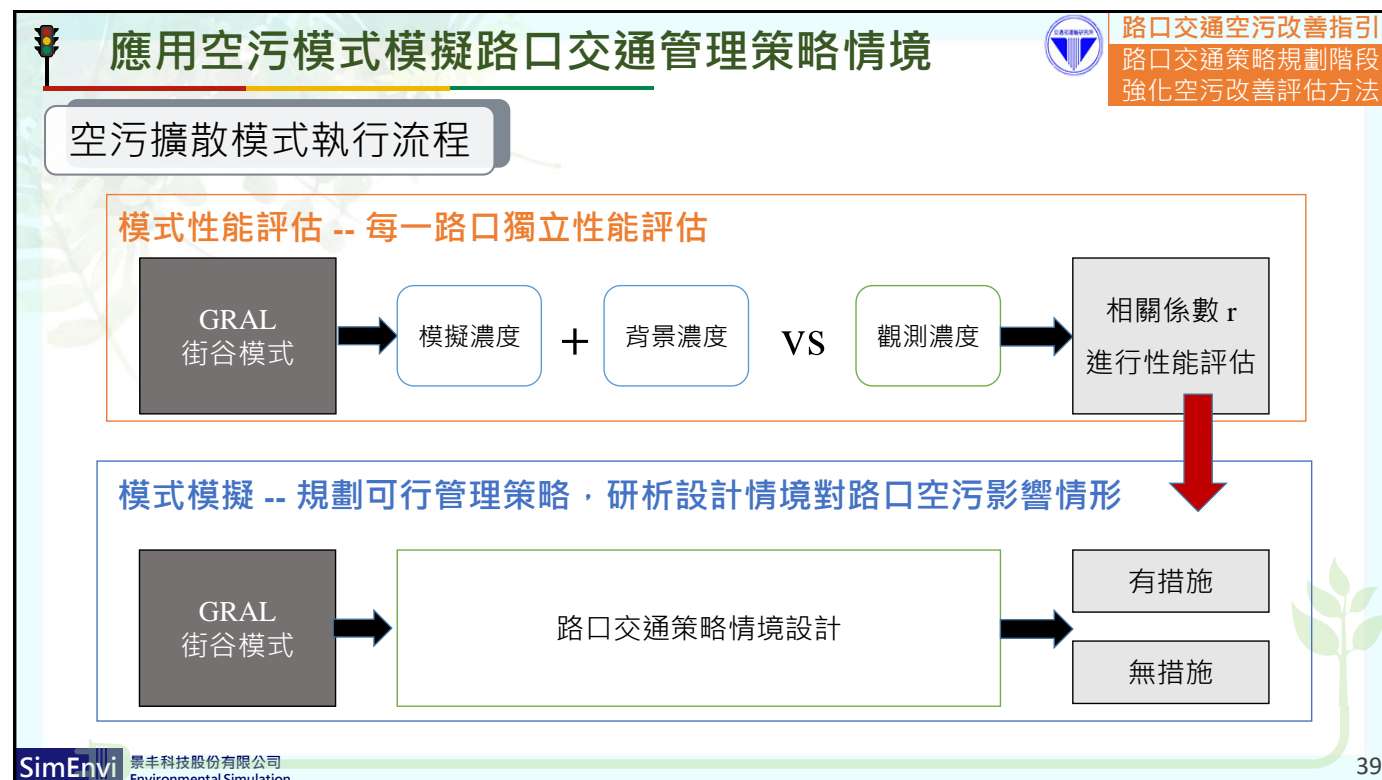 應用空污模式模擬路口交通管理策略情境
路口交通空污改善指引
路口交通策略規劃階段
強化空污改善評估方法
空污擴散模式執行流程
模式性能評估 -- 每一路口獨立性能評估
GRAL
街谷模式
模擬濃度
+
背景濃度
vs
觀測濃度
相關係數 r
進行性能評估
模式模擬 -- 規劃可行管理策略，研析設計情境對路口空污影響情形
GRAL
街谷模式
路口交通策略情境設計
有措施
無措施
SimEnvi
景丰科技股份有限公司
Environmental Simulation
39